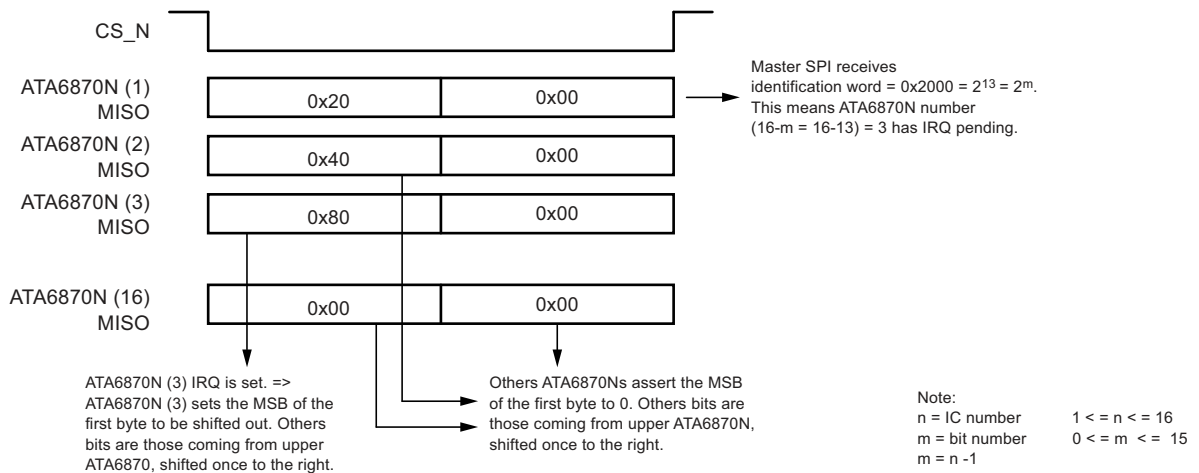 CS_N
ATA6870N (1)
MISO
0x20
0x00
Master SPI receives
identification word = 0x2000 = 2¹³ = 2ᵐ.
This means ATA6870N number
(16-m = 16-13) = 3 has IRQ pending.
ATA6870N (2)
MISO
0x40
0x00
ATA6870N (3)
MISO
0x80
0x00
ATA6870N (16)
MISO
0x00
0x00
ATA6870N (3) IRQ is set. =>
ATA6870N (3) sets the MSB of the
first byte to be shifted out. Others
bits are those coming from upper
ATA6870, shifted once to the right.
Others ATA6870Ns assert the MSB
of the first byte to 0. Others bits are
those coming from upper ATA6870N,
shifted once to the right.
Note:
n = IC number 1 < = n < = 16
m = bit number 0 < = m < = 15
m = n -1